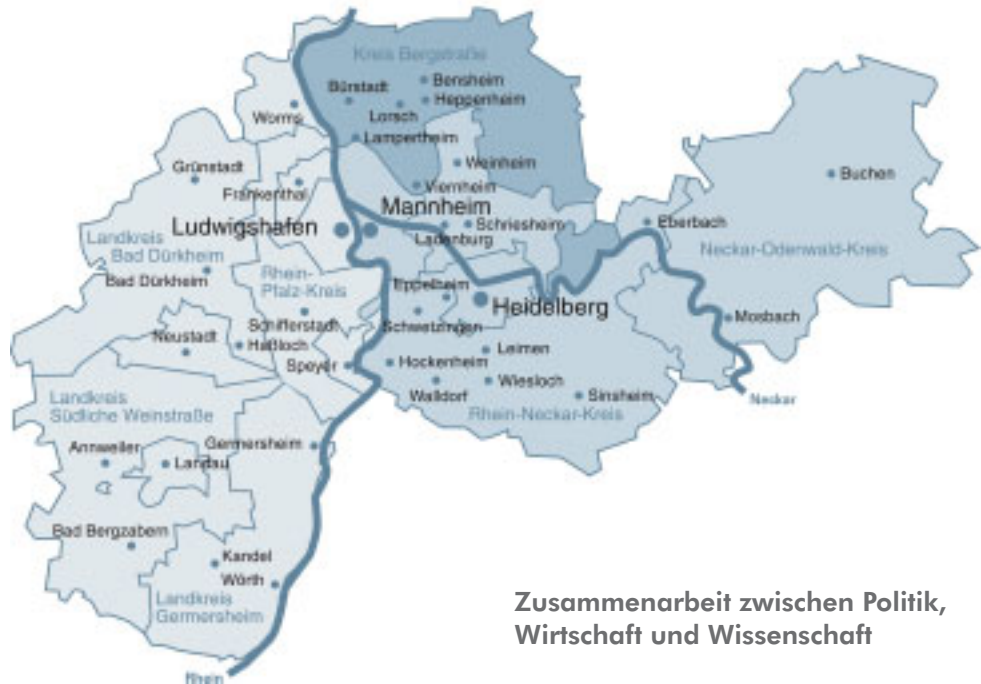 Kreis Bergstraße
Bensheim
Bürstadt
Heppenheim
Worms
Lorsch
Lampertheim
Weinheim
Grünstadt
Buchen
Frankenthal
Viernheim
Mannheim
Ludwigshafen
Schriesheim
Eberbach
Ladenburg
Landkreis
Bad Dürkheim
Neckar-Odenwald-Kreis
Bad Dürkheim
Rhein-
Pfalz-Kreis
Eppelheim
Heidelberg
Schifferstadt
Schwetzingen
Mosbach
Neustadt
Haßloch
Leimen
Speyer
Hockenheim
Wiesloch
Walldorf
Sinsheim
Neckar
Landkreis
Südliche Weinstraße
Rhein-Neckar-Kreis
Annweiler
Germersheim
Landau
Bad Bergzabern
Kandel
Wörth
Landkreis
Germersheim
Zusammenarbeit zwischen Politik,
Wirtschaft und Wissenschaft
Rhein